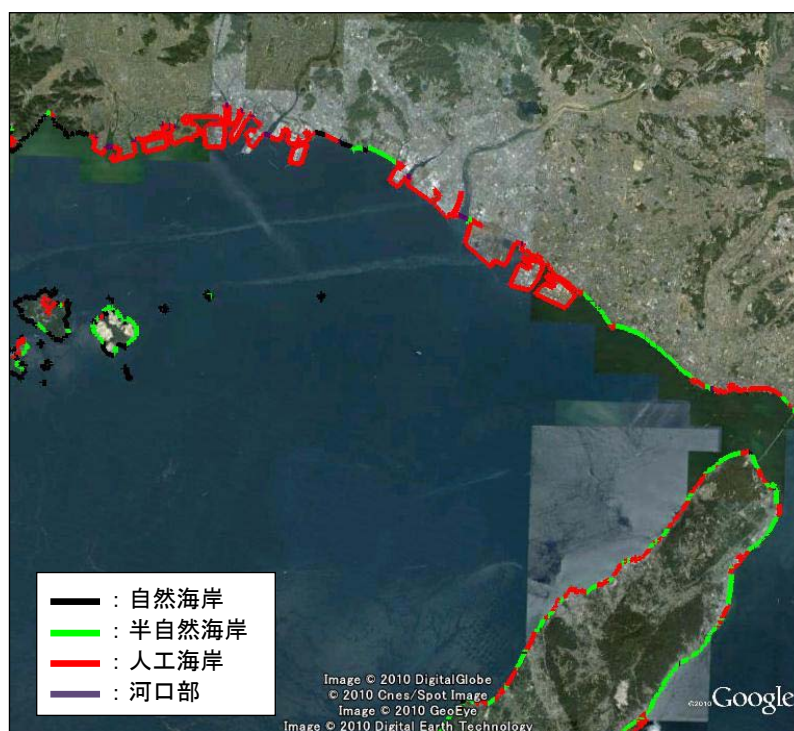 ：自然海岸
：半自然海岸
：人工海岸
：河口部
Image © 2010 DigitalGlobe
© 2010 Cnes/Spot Image
Image © 2010 GeoEye
Image © 2010 Digital Earth Technology
©2010 Google